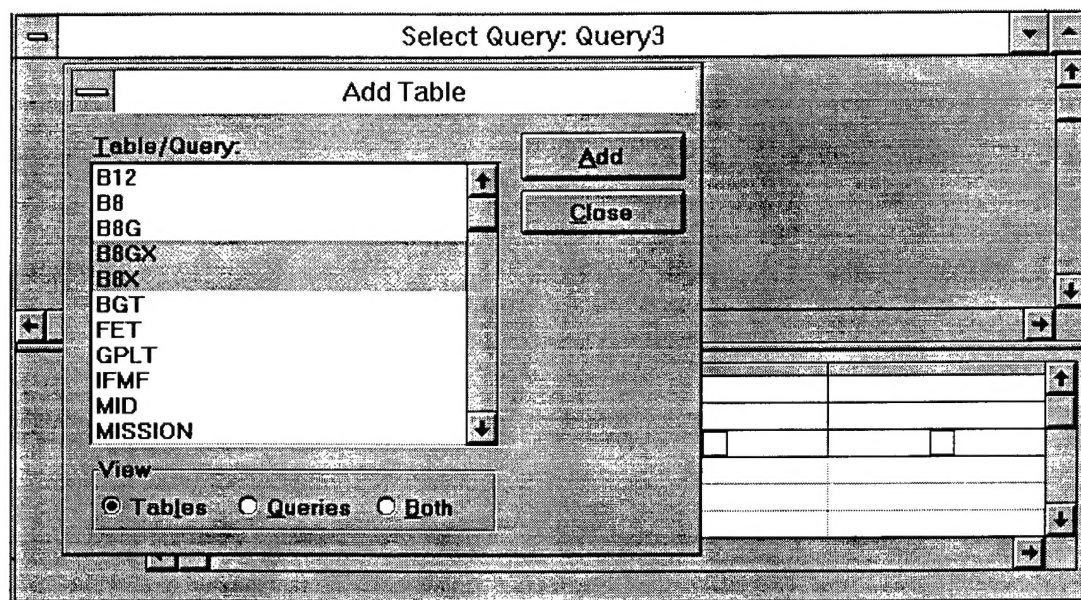 Select Query: Query3
Add Table
Table/Query:
B12
B8
B8G
B8GX
B8X
BGT
FET
GPLT
IFMF
MID
MISSION
Add
Close
View
Tables Queries Both